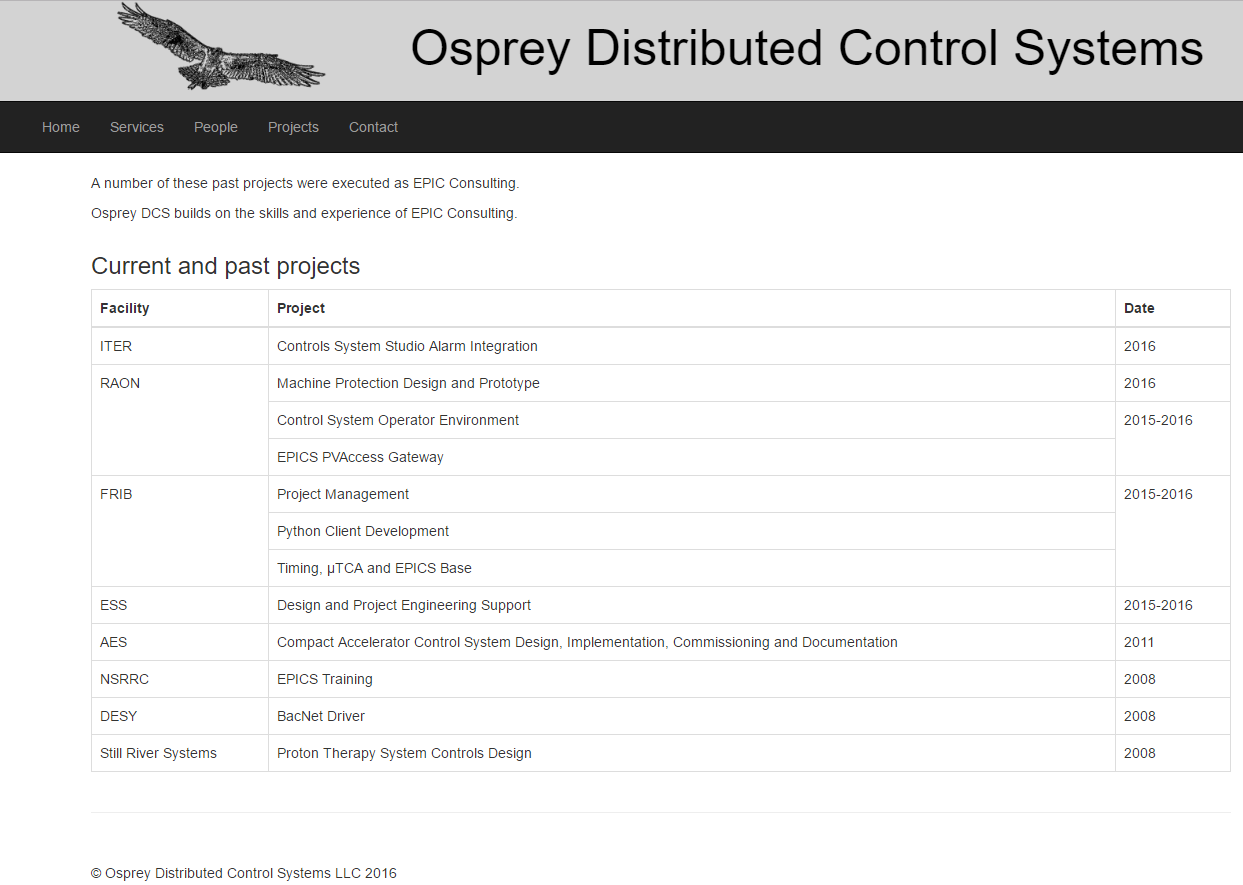 Osprey Distributed Control Systems
Home Services People Projects Contact
A number of these past projects were executed as EPIC Consulting.
Osprey DCS builds on the skills and experience of EPIC Consulting.
Current and past projects
Facility Project Date
ITER Controls System Studio Alarm Integration 2016
RAON Machine Protection Design and Prototype 2016
Control System Operator Environment 2015-2016
EPICS PVAccess Gateway
FRIB Project Management 2015-2016
Python Client Development
Timing, µTCA and EPICS Base
ESS Design and Project Engineering Support 2015-2016
AES Compact Accelerator Control System Design, Implementation, Commissioning and Documentation 2011
NSRRC EPICS Training 2008
DESY BacNet Driver 2008
Still River Systems Proton Therapy System Controls Design 2008
© Osprey Distributed Control Systems LLC 2016